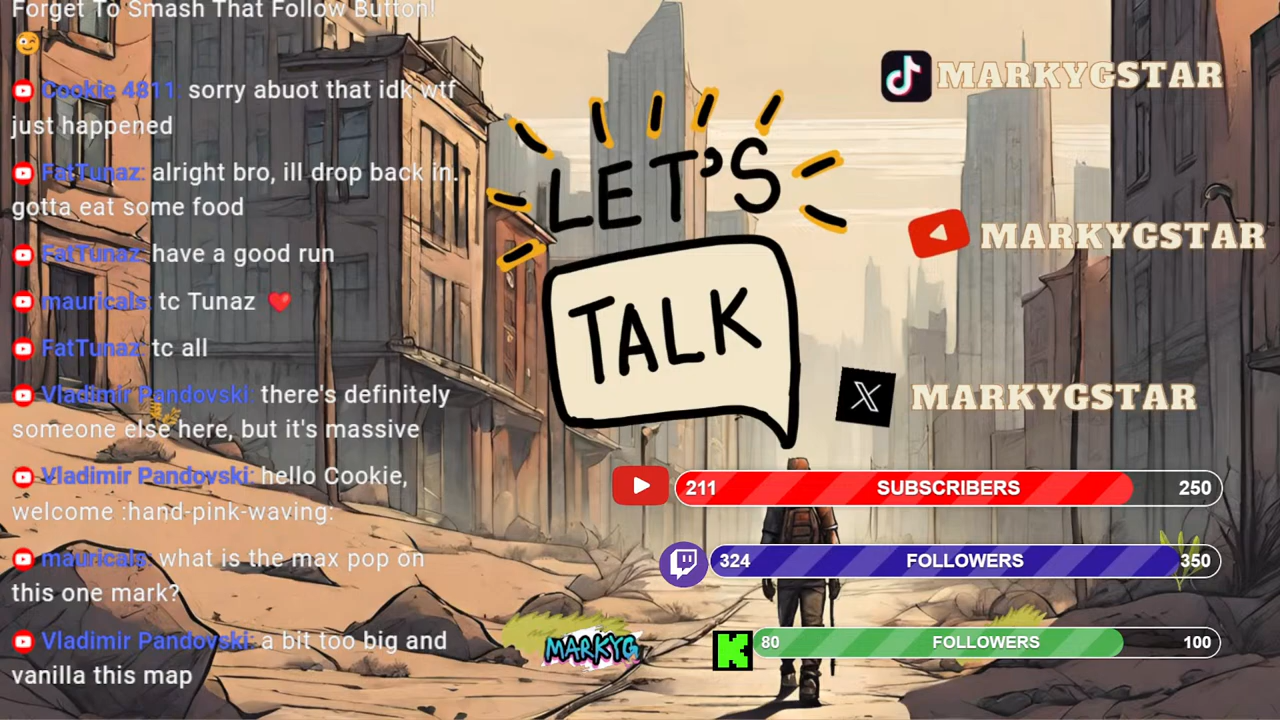 Forget To Smash That Follow Button!
😉
Cookie 4811 sorry abuot that idk wtf
just happened
FatTunaz: alright bro, ill drop back in.
gotta eat some food
FatTunaz: have a good run
mauricals: tc Tunaz ❤️
FatTunaz: tc all
Vladimir Pandovski: there's definitely
someone else here, but it's massive
Vladimir Pandovski: hello Cookie,
welcome :hand-pink-waving:
mauricals: what is the max pop on
this one mark?
Vladimir Pandovski: a bit too big and
vanilla this map
LET'S
TALK
MARKYGSTAR
MARKYGSTAR
X MARKYGSTAR
211 SUBSCRIBERS 250
324 FOLLOWERS 350
MARKYG
K 80 FOLLOWERS 100